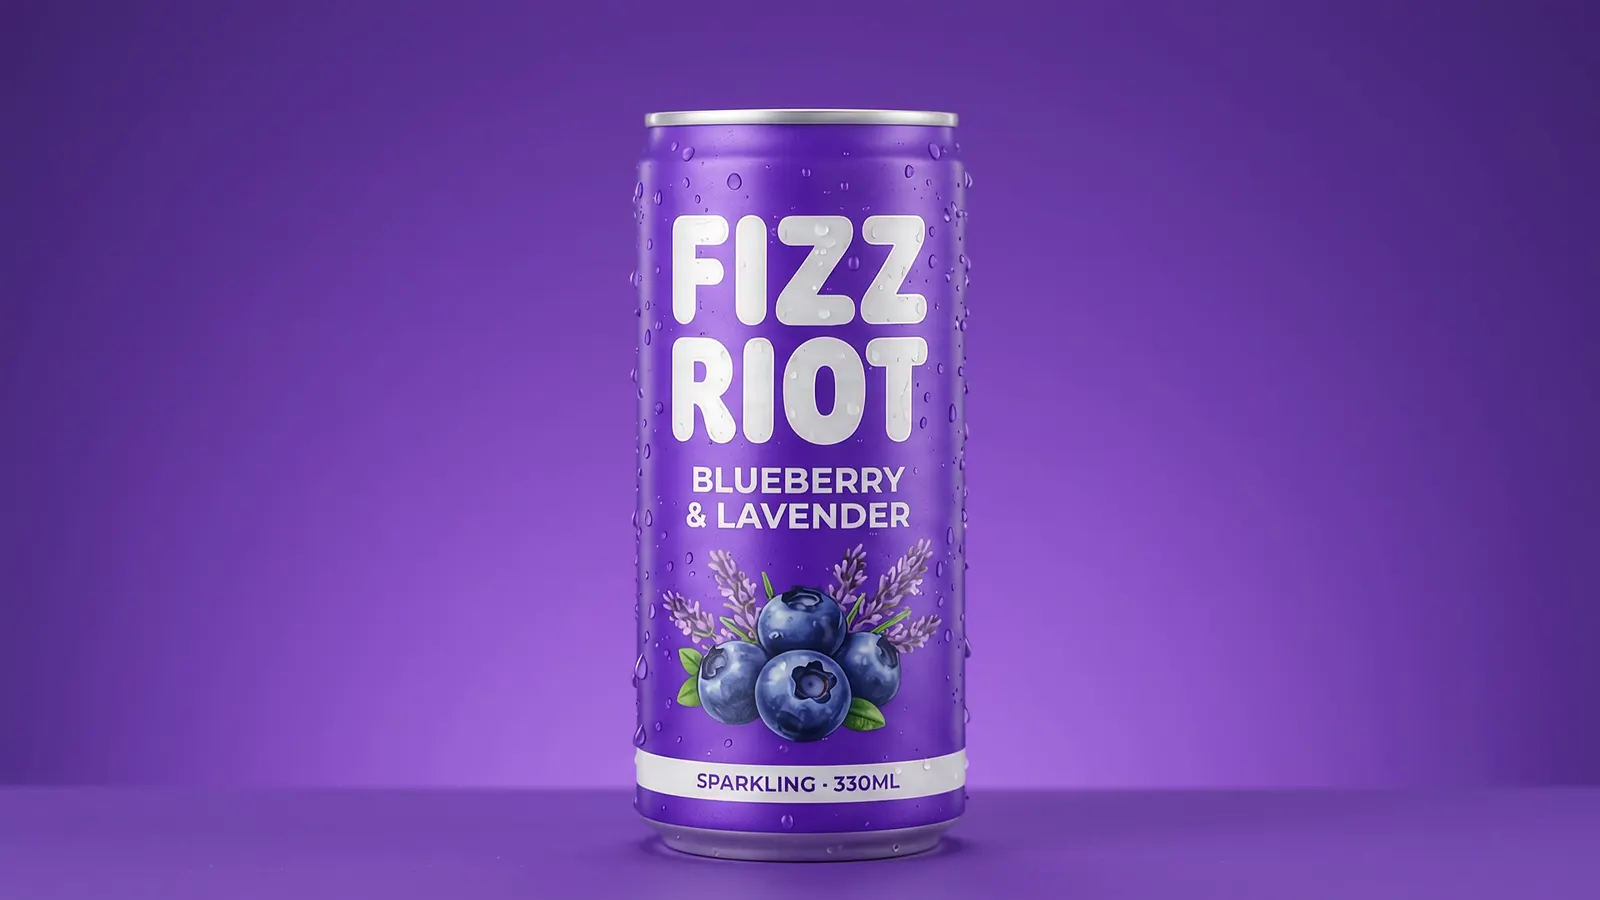 FIZZ
RIOT
BLUEBERRY
& LAVENDER
SPARKLING · 330ML